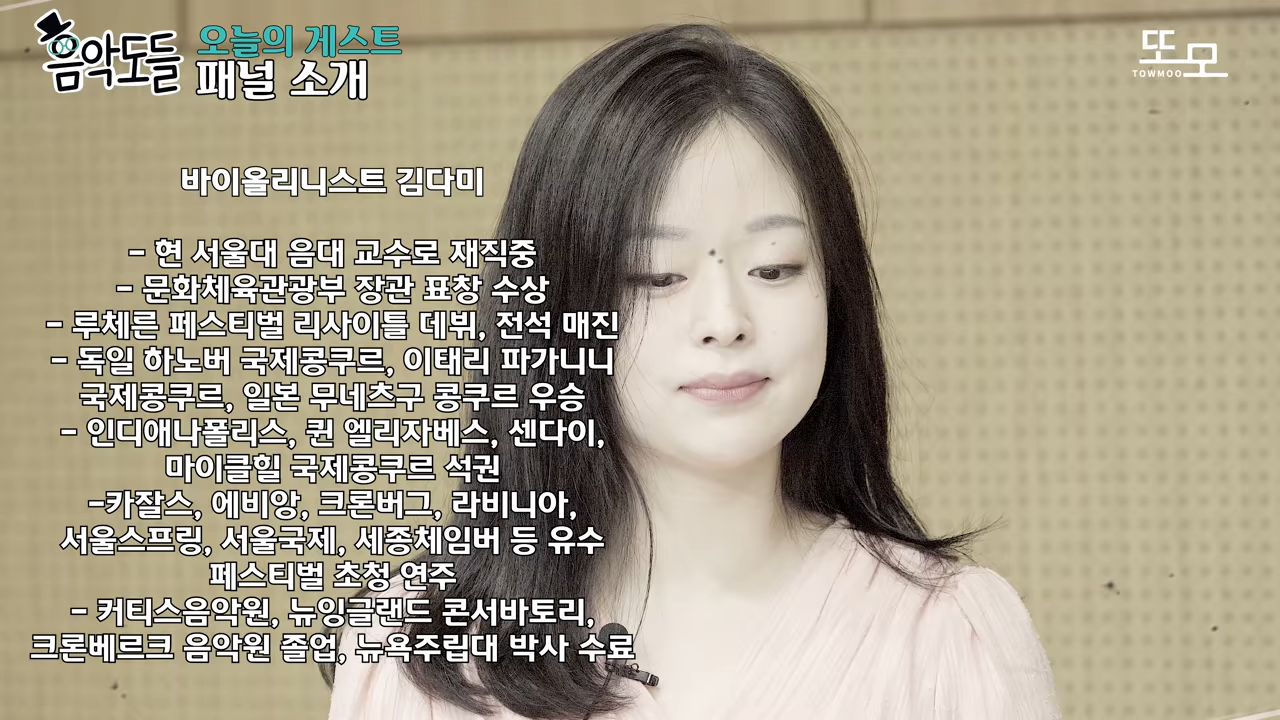 음악도들
오늘의 게스트
패널 소개
또모
TOWMOO
바이올리니스트 김다미
- 현 서울대 음대 교수로 재직중
- 문화체육관광부 장관 표창 수상
- 루체른 페스티벌 리사이틀 데뷔, 전석 매진
- 독일 하노버 국제콩쿠르, 이태리 파가니니
국제콩쿠르, 일본 무네츠구 콩쿠르 우승
- 인디애나폴리스, 퀸 엘리자베스, 센다이,
마이클힐 국제콩쿠르 석권
-카잘스, 에비앙, 크론버그, 라비니아,
서울스프링, 서울국제, 세종체임버 등 유수
페스티벌 초청 연주
- 커티스음악원, 뉴잉글랜드 콘서바토리,
크론베르크 음악원 졸업, 뉴욕주립대 박사 수료